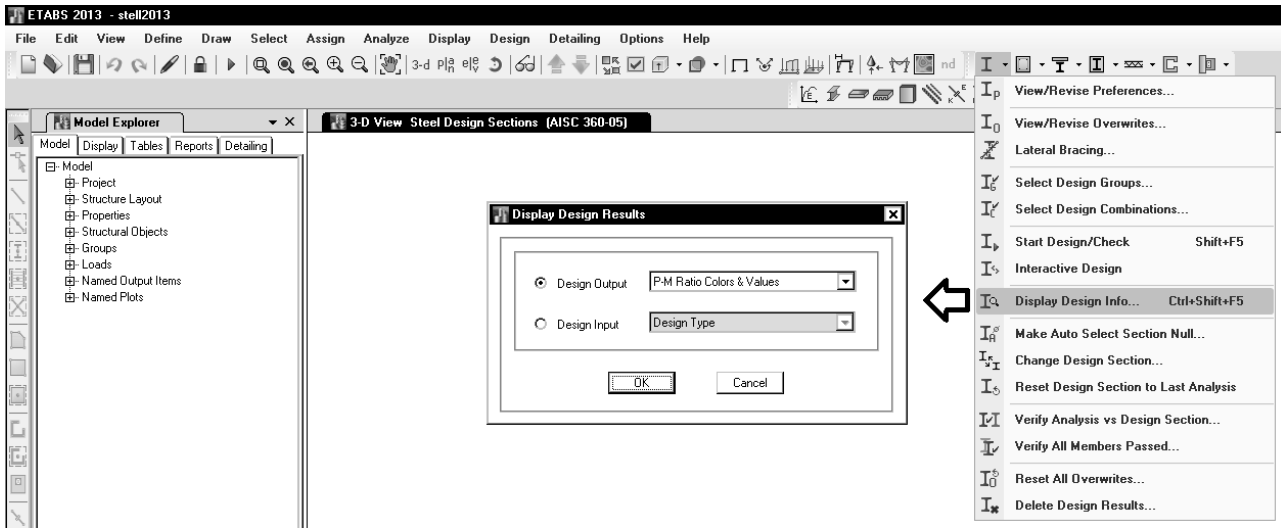 ETABS 2013 - stell2013
File Edit View Define Draw Select Assign Analyze Display Design Detailing Options Help
3-d
nd
Model Explorer
Model Display Tables Reports Detailing
Model
Project
Structure Layout
Properties
Structural Objects
Groups
Loads
Named Output Items
Named Plots
3-D View Steel Design Sections (AISC 360-05)
Display Design Results
Design Output P-M Ratio Colors & Values
Design Input Design Type
OK Cancel
View/Revise Preferences...
View/Revise Overwrites...
Lateral Bracing...
Select Design Groups...
Select Design Combinations...
Start Design/Check Shift+F5
Interactive Design
Display Design Info... Ctrl+Shift+F5
Make Auto Select Section Null...
Change Design Section...
Reset Design Section to Last Analysis
Verify Analysis vs Design Section...
Verify All Members Passed...
Reset All Overwrites...
Delete Design Results...